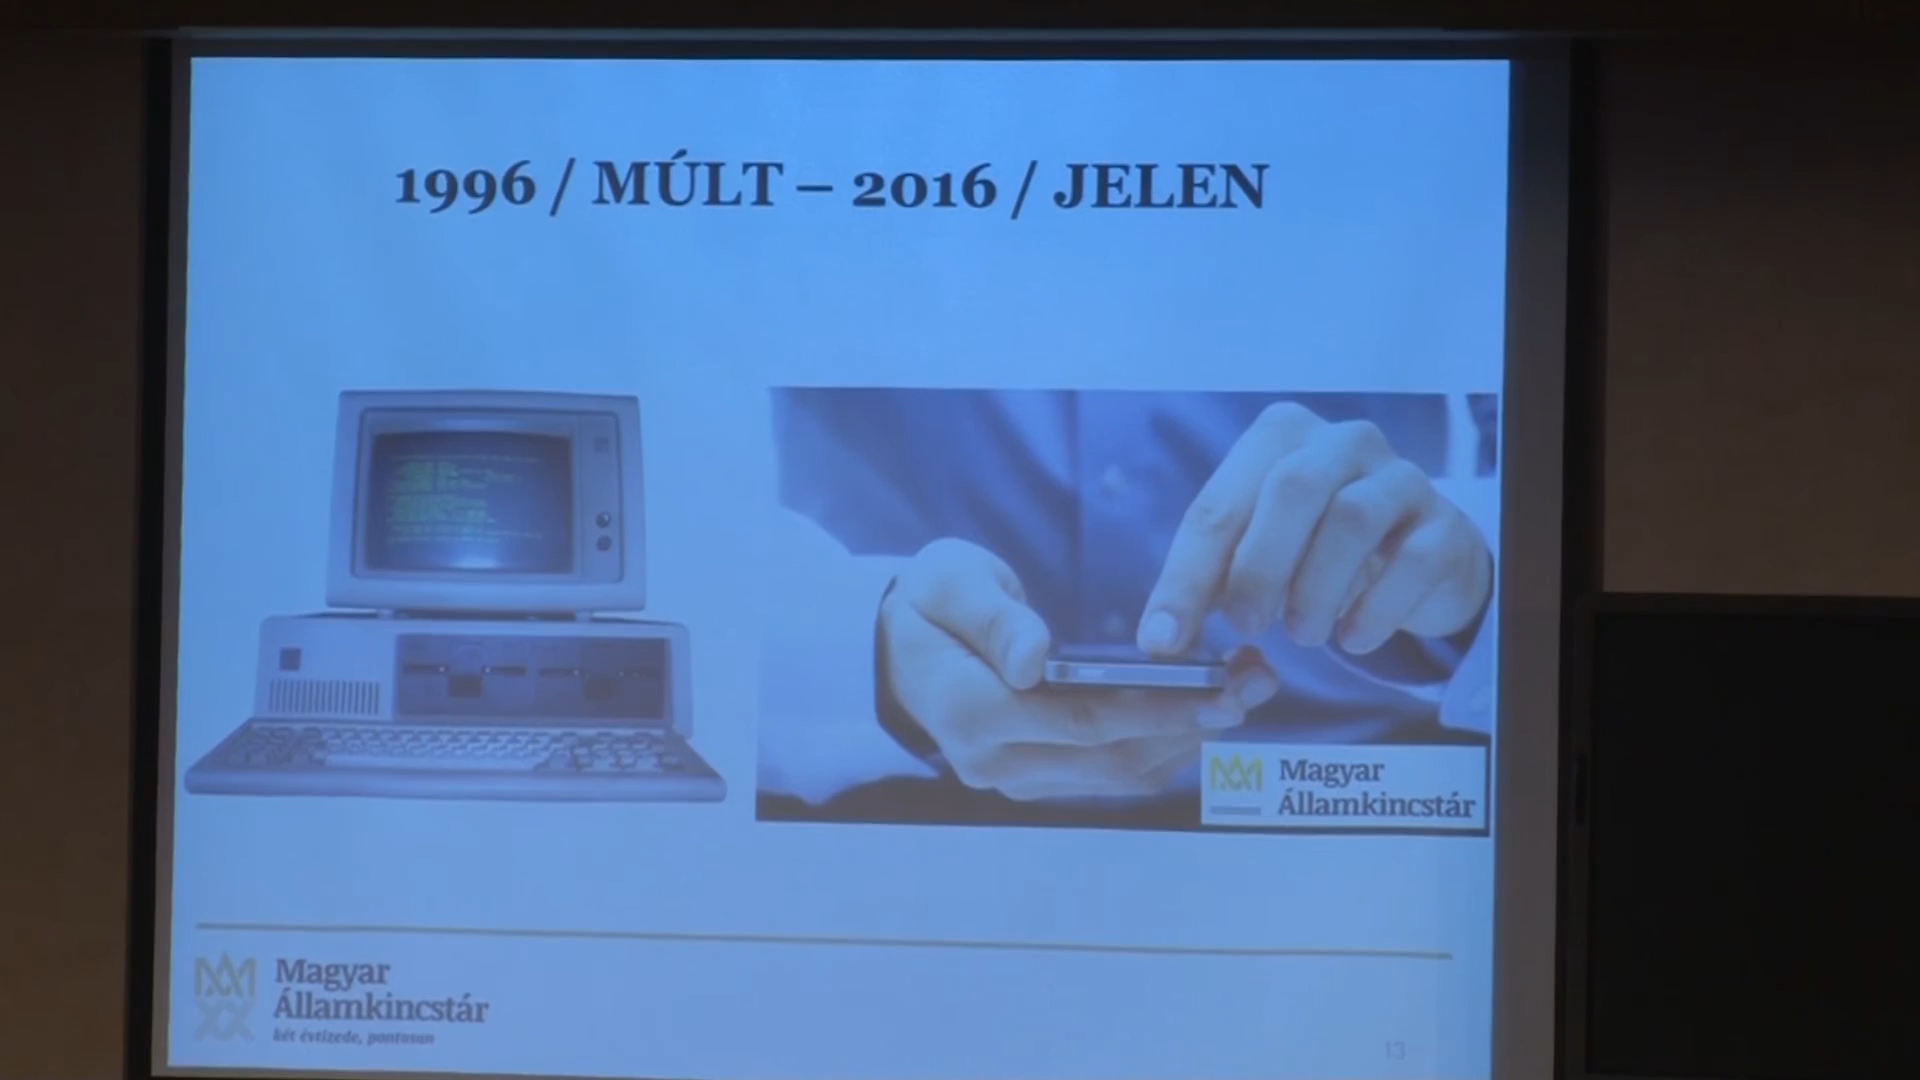 1996 / MÚLT – 2016 / JELEN
Magyar
Államkincstár
Magyar
Államkincstár
két évtizede, pontosan
13